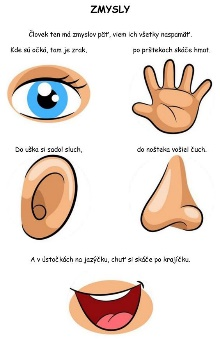 ZMYSLY
Človek ten má zmyslov päť, viem ich všetky naspamäť.
Kde sú očká, tam je zrak,
po prštekoch skáče hmat.
Do uška si sadol sluch,
do nošteka vošiel čuch.
A v ústočkách na jazýčku, chuť si skáče po krajíčku.